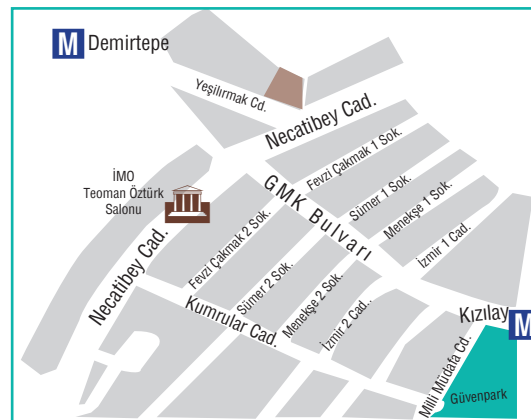 M Demirtepe
Yeşilırmak Cd.
Necatibey Cad.
Fevzi Çakmak 1 Sok.
Sümer 1 Sok.
Menekşe 1 Sok.
İzmir 1 Cad.
GMK Bulvarı
İMO
Teoman Öztürk
Salonu
Necatibey Cad.
Fevzi Çakmak 2 Sok.
Sümer 2 Sok.
Menekşe 2 Sok.
İzmir 2 Cad..
Kumrular Cad.
Kızılay
M
Milli Müdafa Cd.
Güvenpark